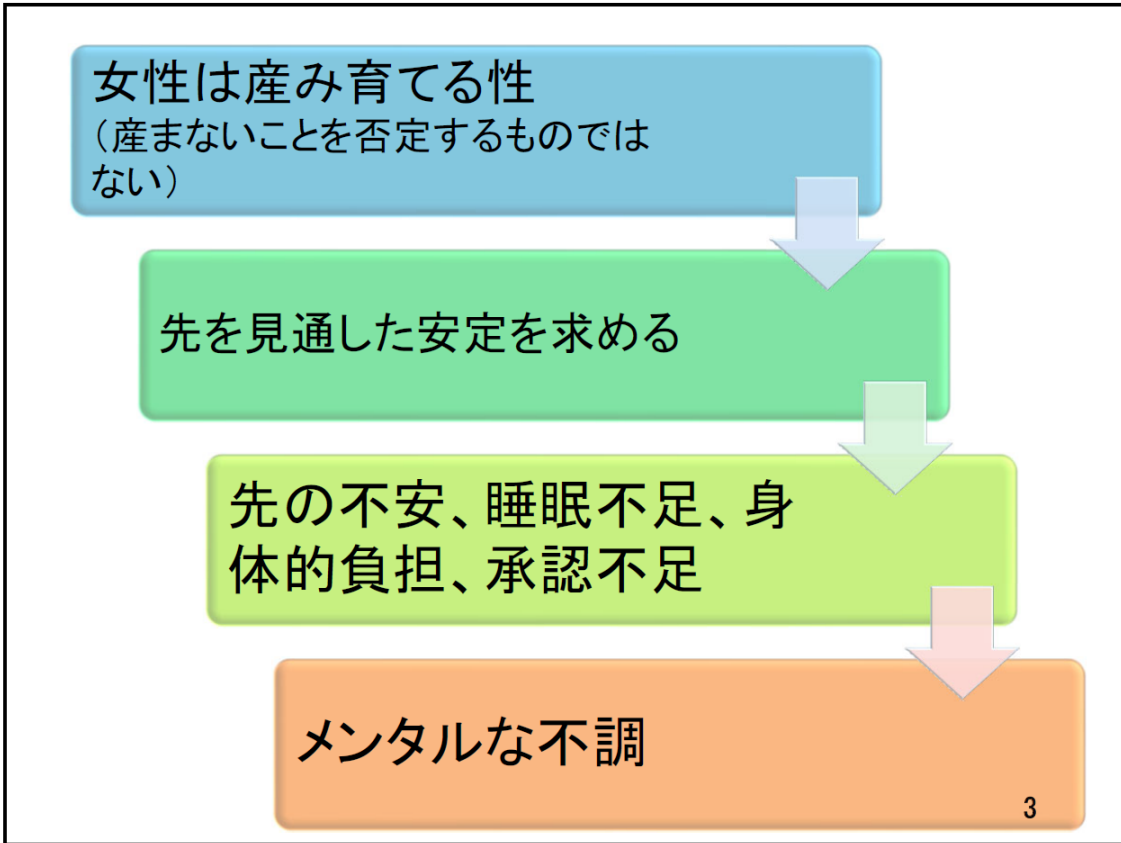 女性は産み育てる性
（産まないことを否定するものでは
ない）
先を見通した安定を求める
先の不安、睡眠不足、身
体的負担、承認不足
メンタルな不調
3